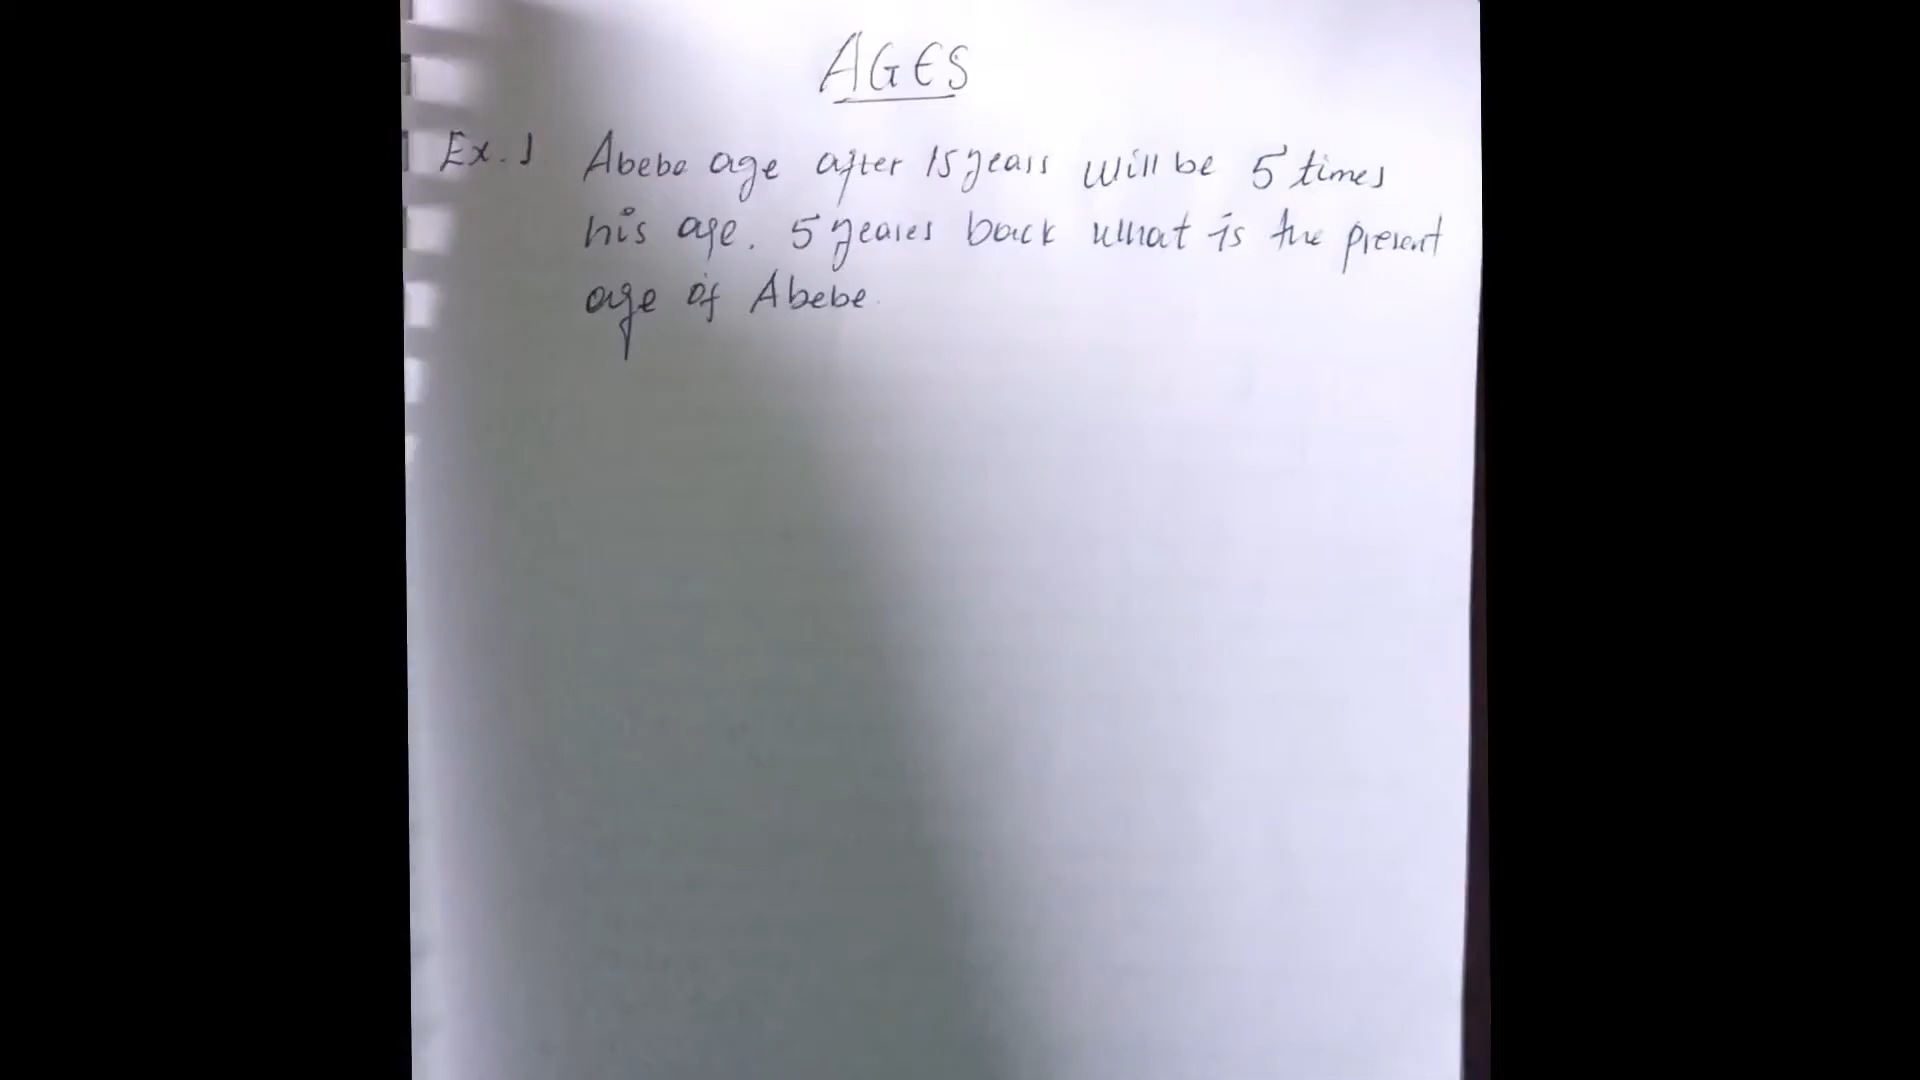 AGES
Ex. 1 Abebe age after 15 years will be 5 times
his age. 5 yeares back what is the present
age of Abebe.